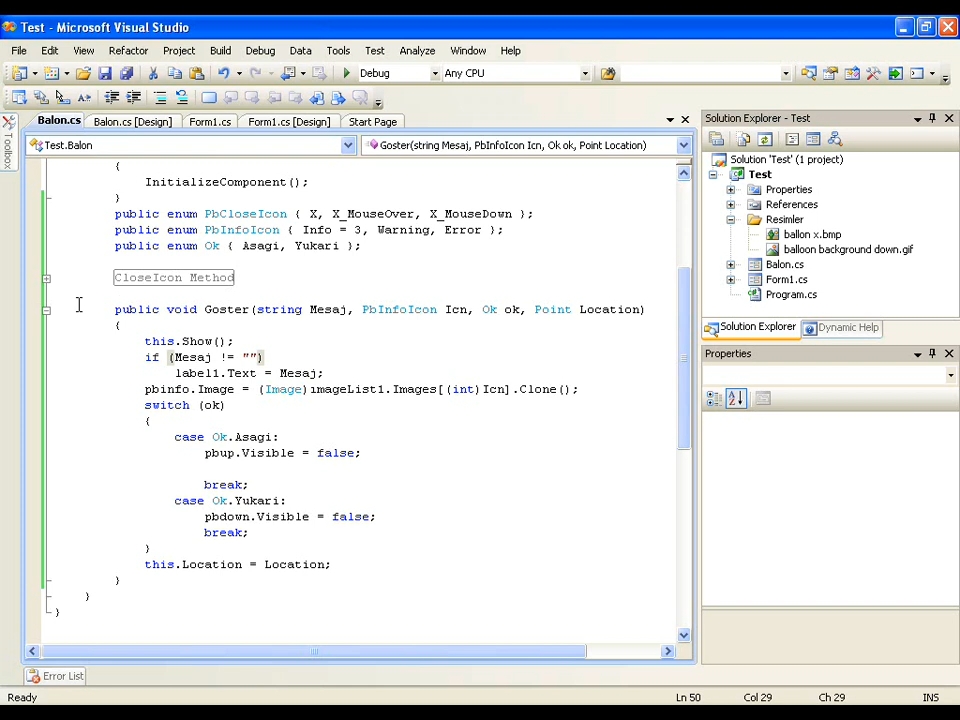 Test - Microsoft Visual Studio
File Edit View Refactor Project Build Debug Data Tools Test Analyze Window Help
Debug Any CPU
Balon.cs Balon.cs [Design] Form1.cs Form1.cs [Design] Start Page
Toolbox
Test.Balon Goster(string Mesaj, PbInfoIcon Icn, Ok ok, Point Location)
{
InitializeComponent();
}
public enum PbCloseIcon { X, X_MouseOver, X_MouseDown };
public enum PbInfoIcon { Info = 3, Warning, Error };
public enum Ok { Asagi, Yukari };
CloseIcon Method
public void Goster(string Mesaj, PbInfoIcon Icn, Ok ok, Point Location)
{
this.Show();
if (Mesaj != "")
label1.Text = Mesaj;
pbinfo.Image = (Image)imageList1.Images[(int)Icn].Clone();
switch (ok)
{
case Ok.Asagi:
pbup.Visible = false;
break;
case Ok.Yukari:
pbdown.Visible = false;
break;
}
this.Location = Location;
}
}
}
Error List
Solution Explorer - Test
Solution 'Test' (1 project)
Test
Properties
References
Resimler
ballon x.bmp
balloon background down.gif
Balon.cs
Form1.cs
Program.cs
Solution Explorer Dynamic Help
Properties
Ready Ln 50 Col 29 Ch 29 INS